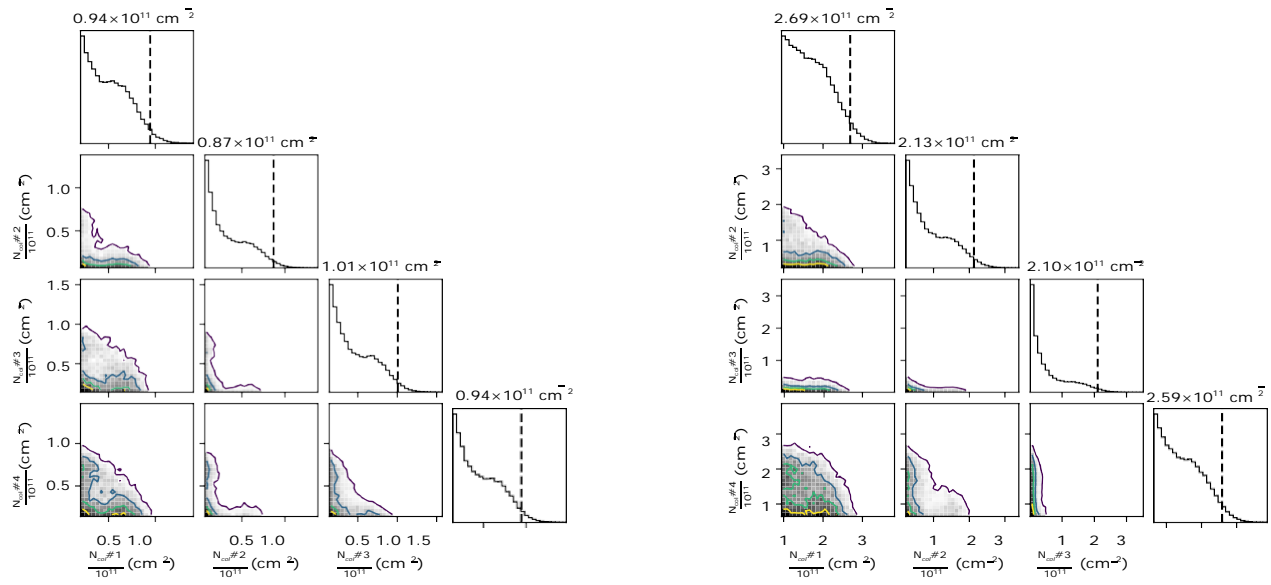 0.94×10¹¹ cm⁻²
2.69×10¹¹ cm⁻²
0.87×10¹¹ cm⁻²
2.13×10¹¹ cm⁻²
N_col#2/10¹¹ (cm⁻²)
1.0
0.5
N_col#2/10¹¹ (cm⁻²)
3
2
1
1.01×10¹¹ cm⁻²
2.10×10¹¹ cm⁻²
N_col#3/10¹¹ (cm⁻²)
1.5
1.0
0.5
N_col#3/10¹¹ (cm⁻²)
3
2
1
0.94×10¹¹ cm⁻²
2.59×10¹¹ cm⁻²
N_col#4/10¹¹ (cm⁻²)
1.0
0.5
N_col#4/10¹¹ (cm⁻²)
3
2
1
0.5 1.0 0.5 1.0 0.5 1.0 1.5
1 2 3 1 2 3 1 2 3
N_col#1/10¹¹ (cm⁻²) N_col#2/10¹¹ (cm⁻²) N_col#3/10¹¹ (cm⁻²)
N_col#1/10¹¹ (cm⁻²) N_col#2/10¹¹ (cm⁻²) N_col#3/10¹¹ (cm⁻²)